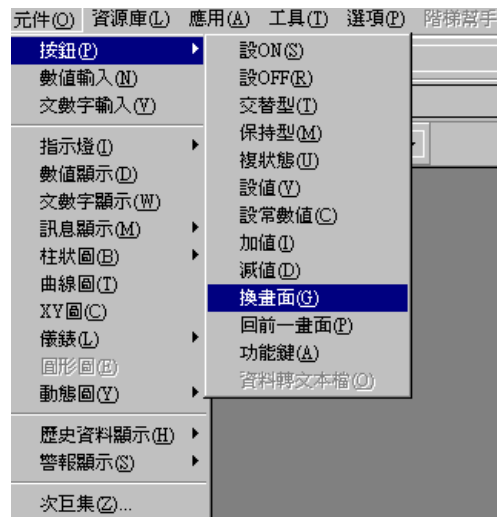 元件(O) 資源庫(L) 應用(A) 工具(T) 選項(P) 階梯幫手
按鈕(P)
數值輸入(N)
文數字輸入(V)
指示燈(I)
數值顯示(D)
文數字顯示(W)
訊息顯示(M)
柱狀圖(B)
曲線圖(T)
XY圖(C)
儀錶(L)
圓形圖(E)
動態圖(Y)
歷史資料顯示(H)
警報顯示(S)
次巨集(Z)...
設ON(S)
設OFF(R)
交替型(T)
保持型(M)
複狀態(U)
設值(V)
設常數值(C)
加值(I)
減值(D)
換畫面(G)
回前一畫面(P)
功能鍵(A)
資料轉文本檔(O)